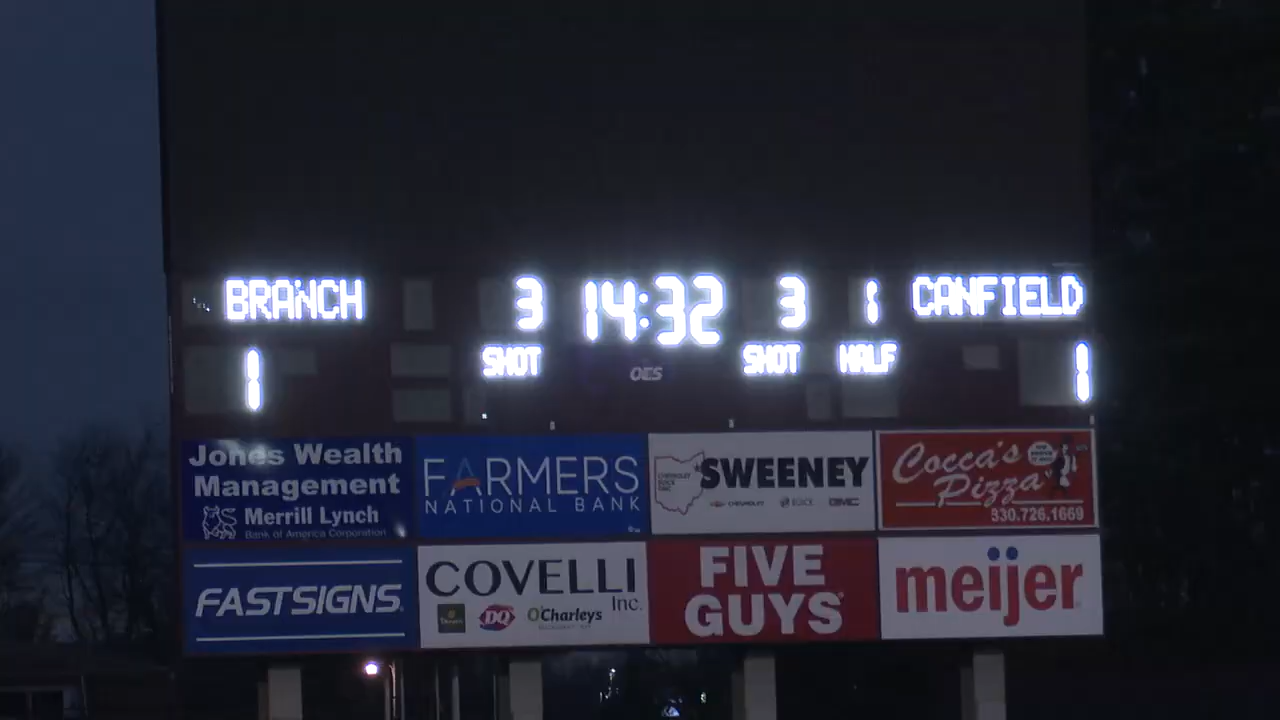 BRANCH 3 14:32 3 1 CANFIELD
1 SHOT OES SHOT HALF 1
Jones Wealth
Management
Merrill Lynch
Bank of America Corporation
FARMERS
NATIONAL BANK
SWEENEY
CHEVROLET BUICK GMC
Cocca's
Pizza
330.726.1669
FASTSIGNS
COVELLI
Inc.
Panera DQ O'Charleys
FIVE
GUYS
meijer